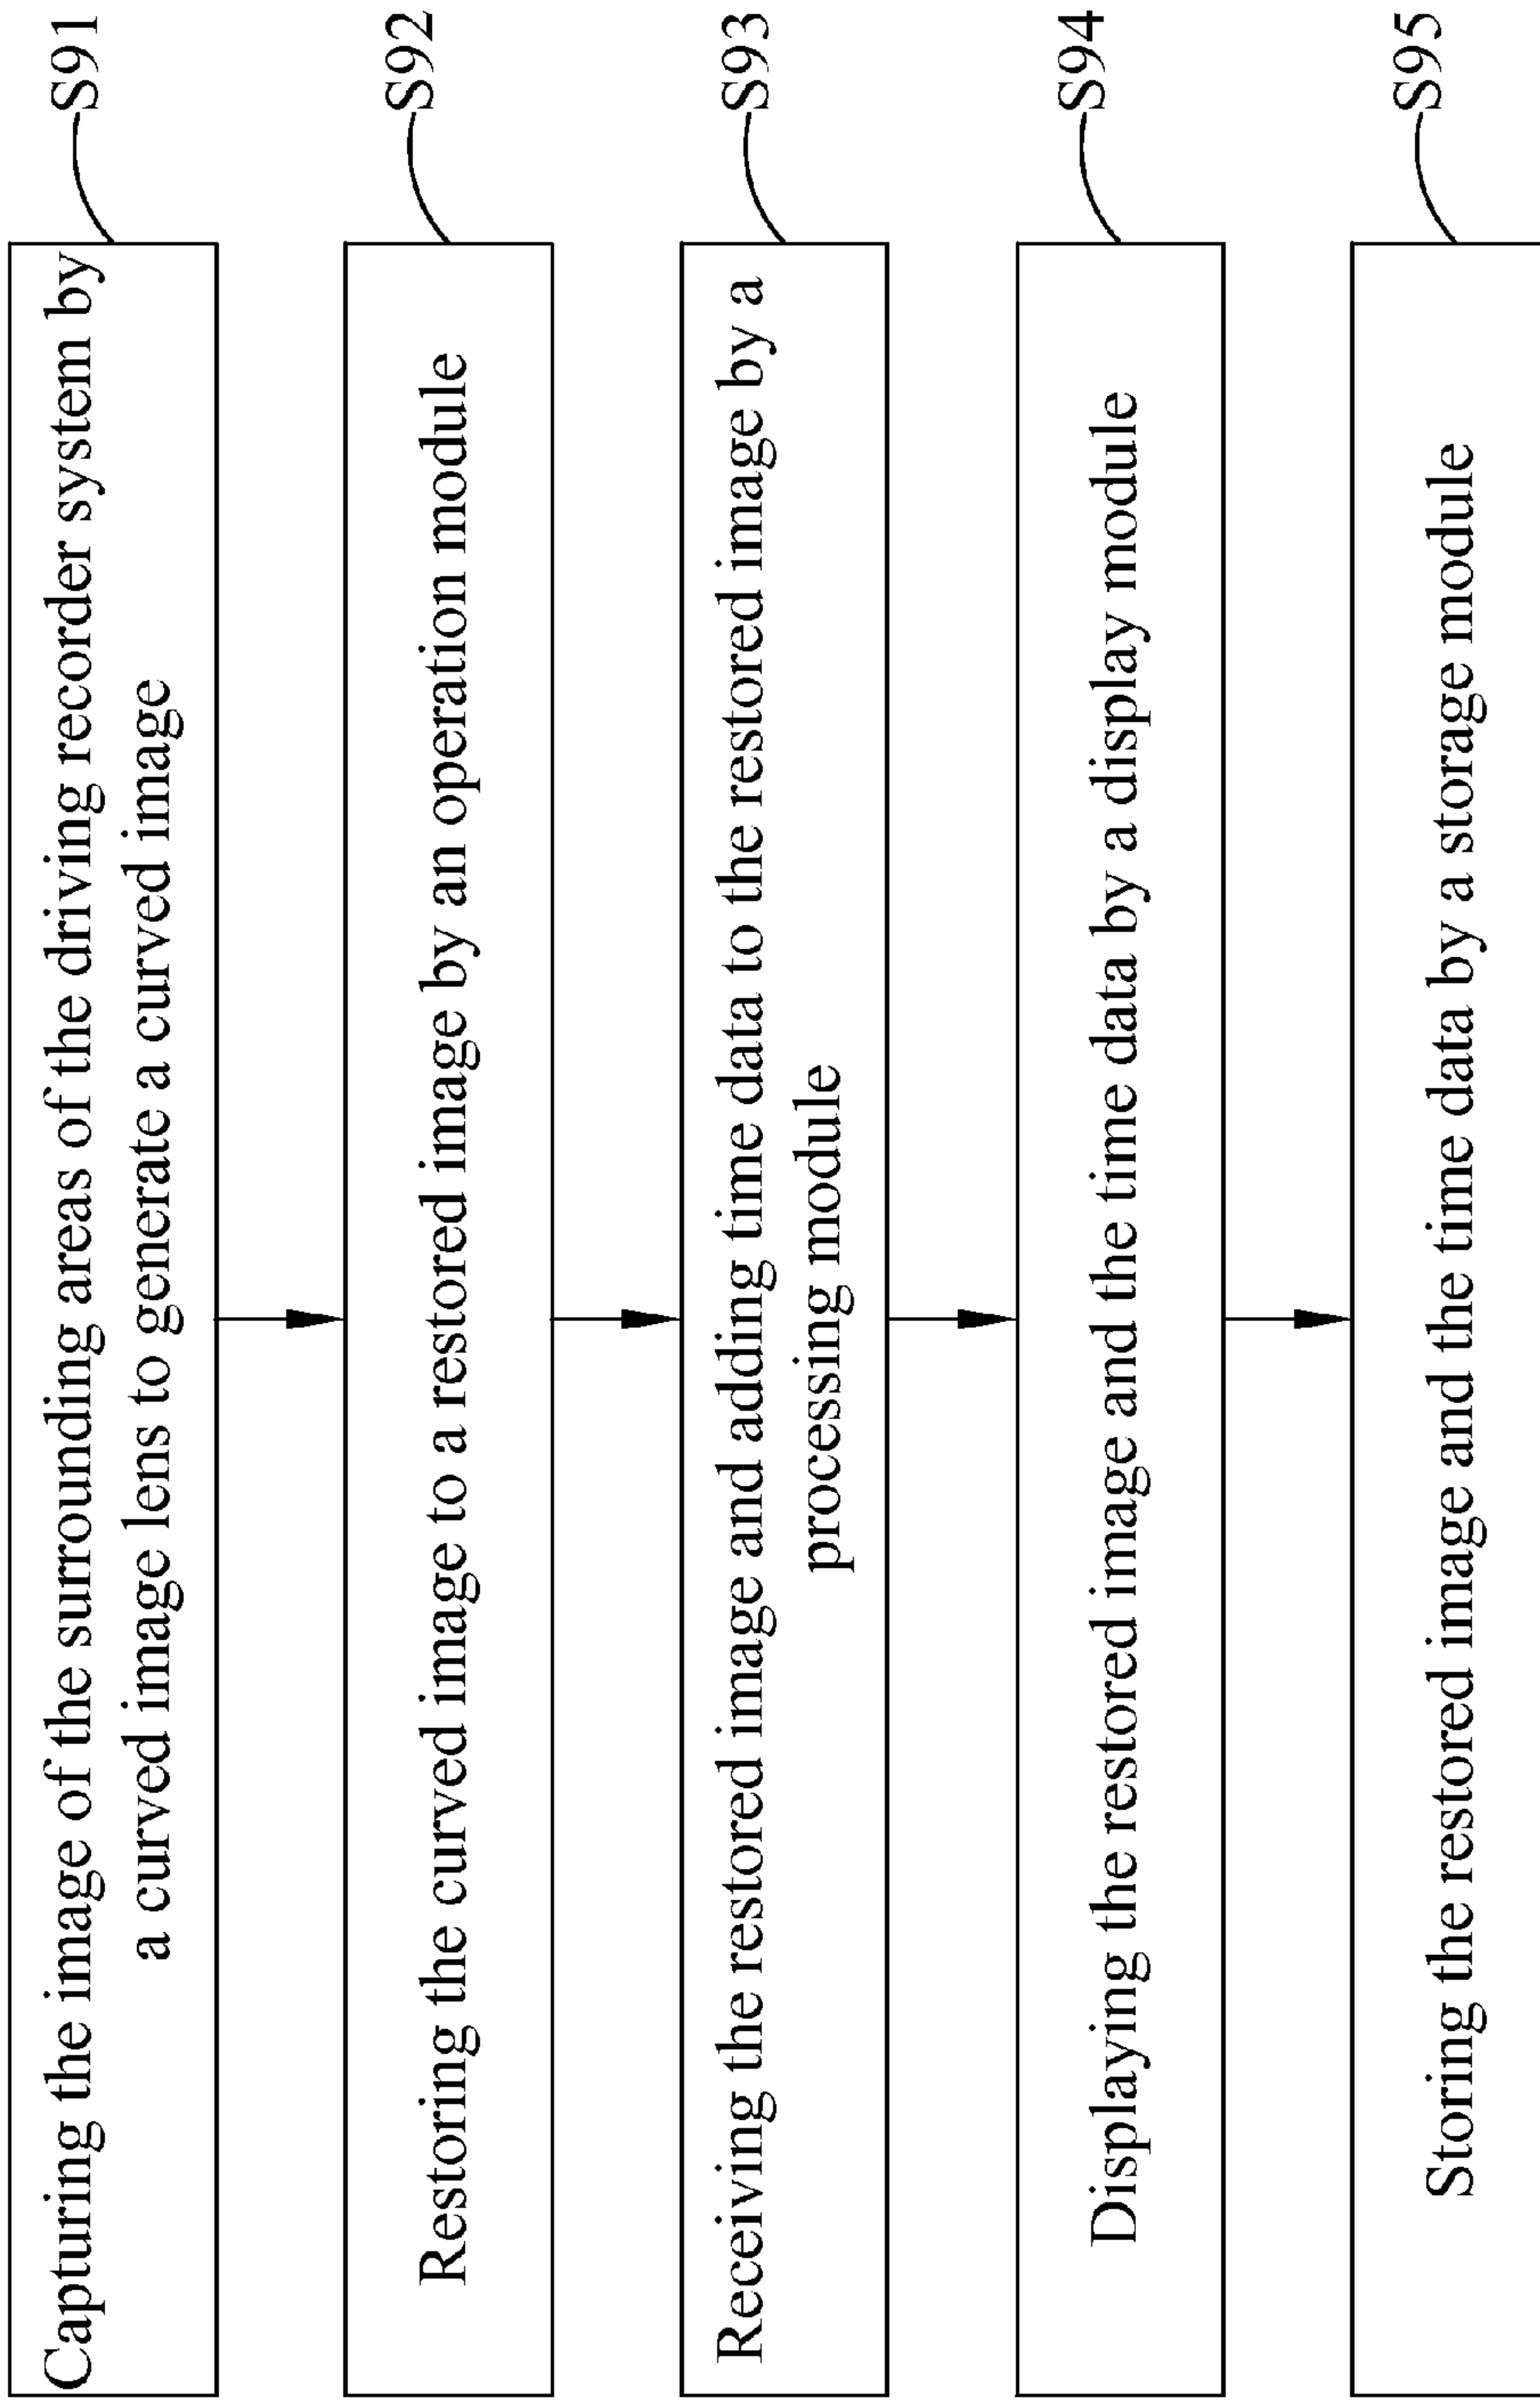 Capturing the image of the surrounding areas of the driving recorder system by
a curved image lens to generate a curved image
S91
Restoring the curved image to a restored image by an operation module
S92
Receiving the restored image and adding time data to the restored image by a
processing module
S93
Displaying the restored image and the time data by a display module
S94
Storing the restored image and the time data by a storage module
S95